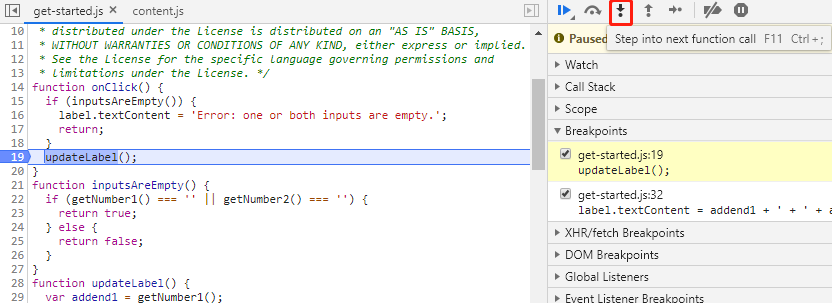 get-started.js × content.js
10 * distributed under the License is distributed on an "AS IS" BASIS,
11 * WITHOUT WARRANTIES OR CONDITIONS OF ANY KIND, either express or implied.
12 * See the License for the specific language governing permissions and
13 * limitations under the License. */
14 function onClick() {
15 if (inputsAreEmpty()) {
16 label.textContent = 'Error: one or both inputs are empty.';
17 return;
18 }
19 updateLabel();
20 }
21 function inputsAreEmpty() {
22 if (getNumber1() === '' || getNumber2() === '') {
23 return true;
24 } else {
25 return false;
26 }
27 }
28 function updateLabel() {
29 var addend1 = getNumber1();
Paused
Step into next function call F11 Ctrl+;
Watch
Call Stack
Scope
Breakpoints
get-started.js:19
updateLabel();
get-started.js:32
label.textContent = addend1 + ' + ' + a
XHR/fetch Breakpoints
DOM Breakpoints
Global Listeners
Event Listener Breakpoints